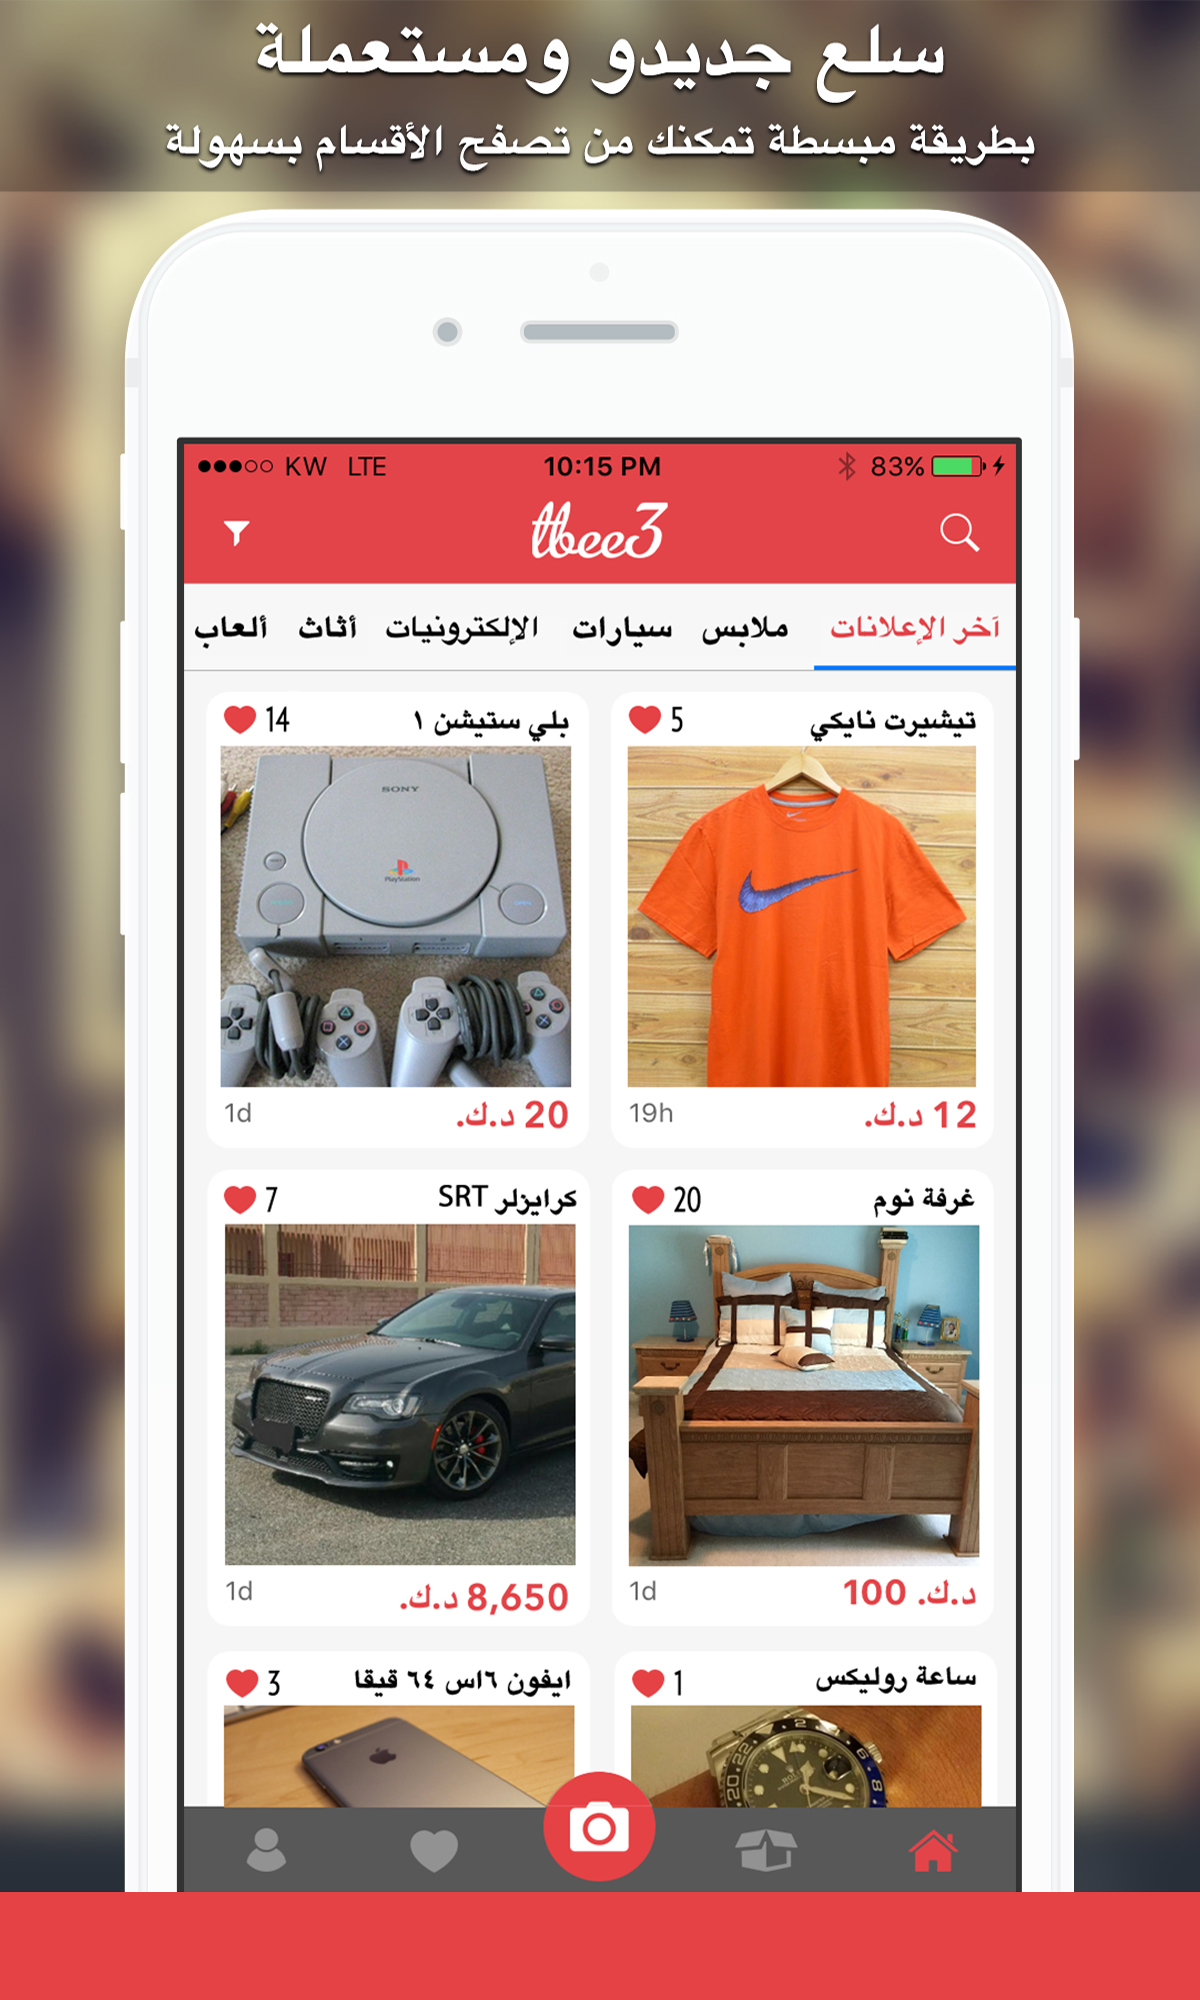 سلع جديدو ومستعملة
بطريقة مبسطة تمكنك من تصفح الأقسام بسهولة
KW LTE 10:15 PM 83%
tbee3
آخر الإعلانات ملابس سيارات الإلكترونيات أثاث ألعاب
تيشيرت نايكي 5
12 د.ك.
19h
بلي ستيشن ١ 14
SONY
PlayStation
20 د.ك.
1d
غرفة نوم 20
د.ك. 100
1d
كرايزلر SRT 7
8,650 د.ك.
1d
ساعة روليكس 1
ايفون ٦اس ٦٤ قيقا 3